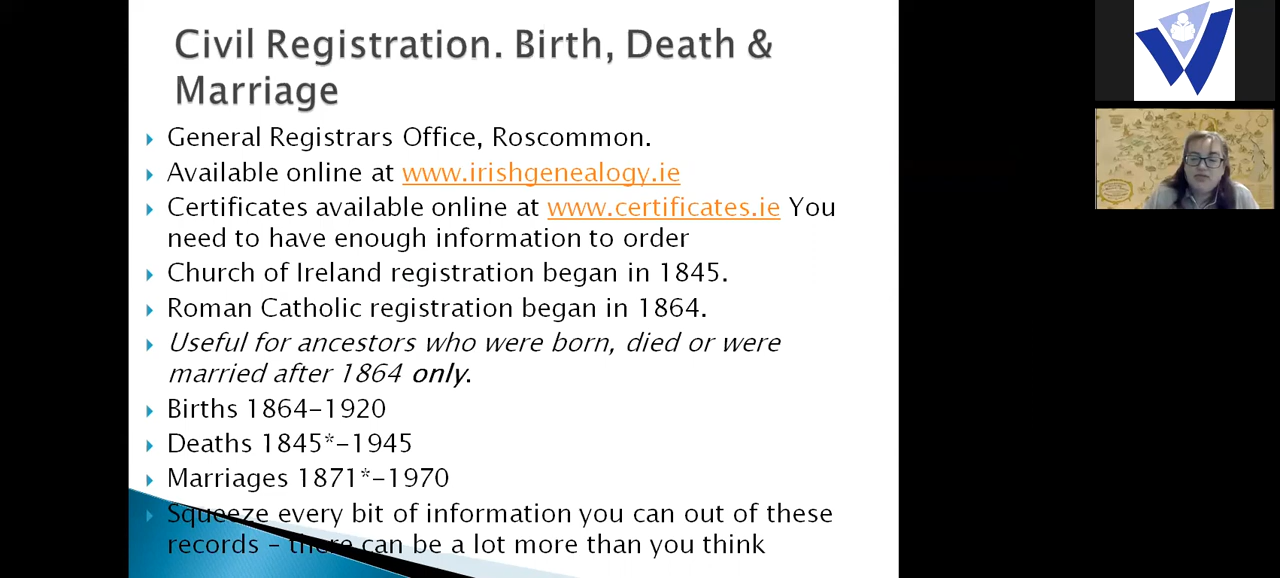 Civil Registration. Birth, Death &
Marriage
General Registrars Office, Roscommon.
Available online at www.irishgenealogy.ie
Certificates available online at www.certificates.ie You
need to have enough information to order
Church of Ireland registration began in 1845.
Roman Catholic registration began in 1864.
Useful for ancestors who were born, died or were
married after 1864 only.
Births 1864–1920
Deaths 1845*–1945
Marriages 1871*–1970
Squeeze every bit of information you can out of these
records – there can be a lot more than you think